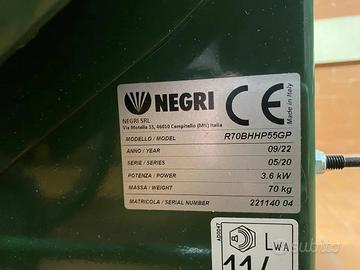 NEGRI
CE
Made in Italy
NEGRI SRL
Via Motella 33, 46010 Campitello (MN) Italia
MODELLO / MODEL R70BHHP55GP
ANNO / YEAR 09/22
SERIE / SERIES 05/20
POTENZA / POWER 3.6 kW
MASSA / WEIGHT 70 kg
MATRICOLA / SERIAL NUMBER 221140 04
LWA
subito